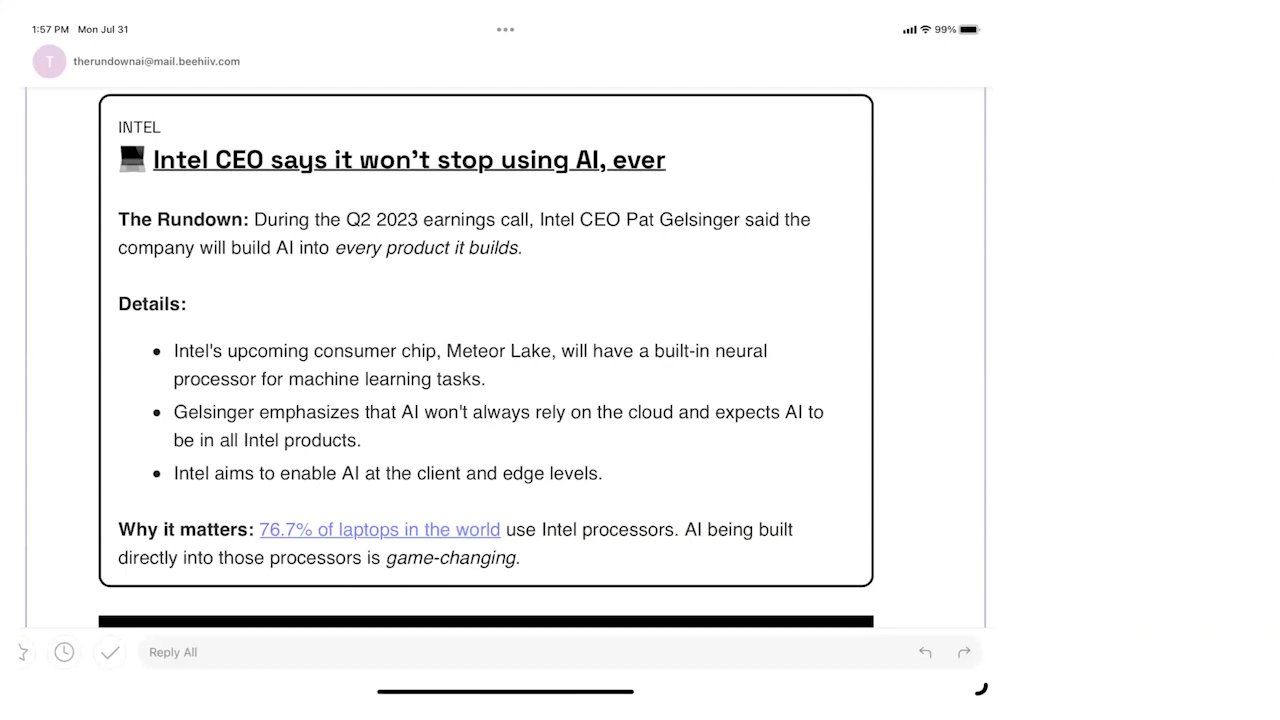 1:57 PM Mon Jul 31
99%
T
therundownai@mail.beehiiv.com
INTEL
Intel CEO says it won't stop using AI, ever
The Rundown: During the Q2 2023 earnings call, Intel CEO Pat Gelsinger said the
company will build AI into every product it builds.
Details:
• Intel's upcoming consumer chip, Meteor Lake, will have a built-in neural
processor for machine learning tasks.
• Gelsinger emphasizes that AI won't always rely on the cloud and expects AI to
be in all Intel products.
• Intel aims to enable AI at the client and edge levels.
Why it matters: 76.7% of laptops in the world use Intel processors. AI being built
directly into those processors is game-changing.
Reply All